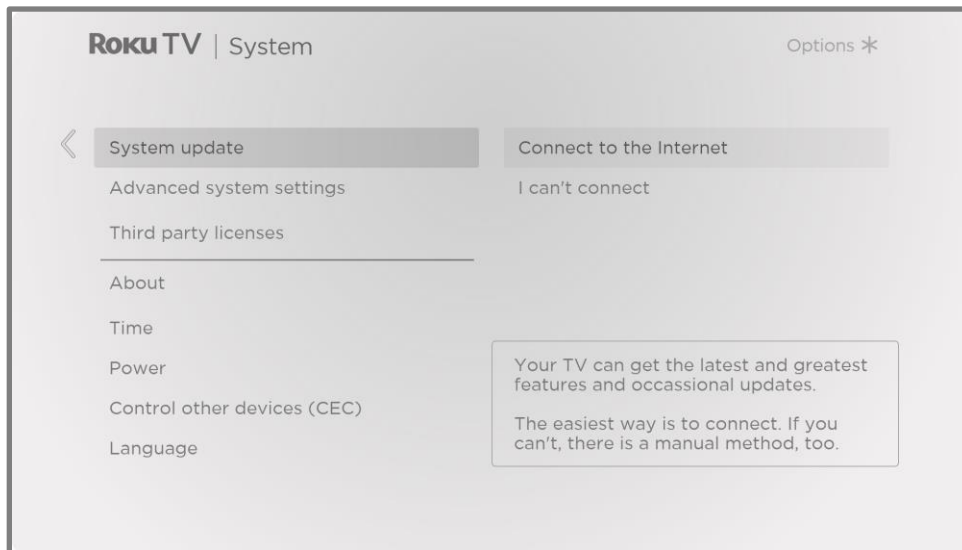 Roku TV | System
Options *
System update
Advanced system settings
Third party licenses
About
Time
Power
Control other devices (CEC)
Language
Connect to the Internet
I can't connect
Your TV can get the latest and greatest
features and occassional updates.
The easiest way is to connect. If you
can't, there is a manual method, too.